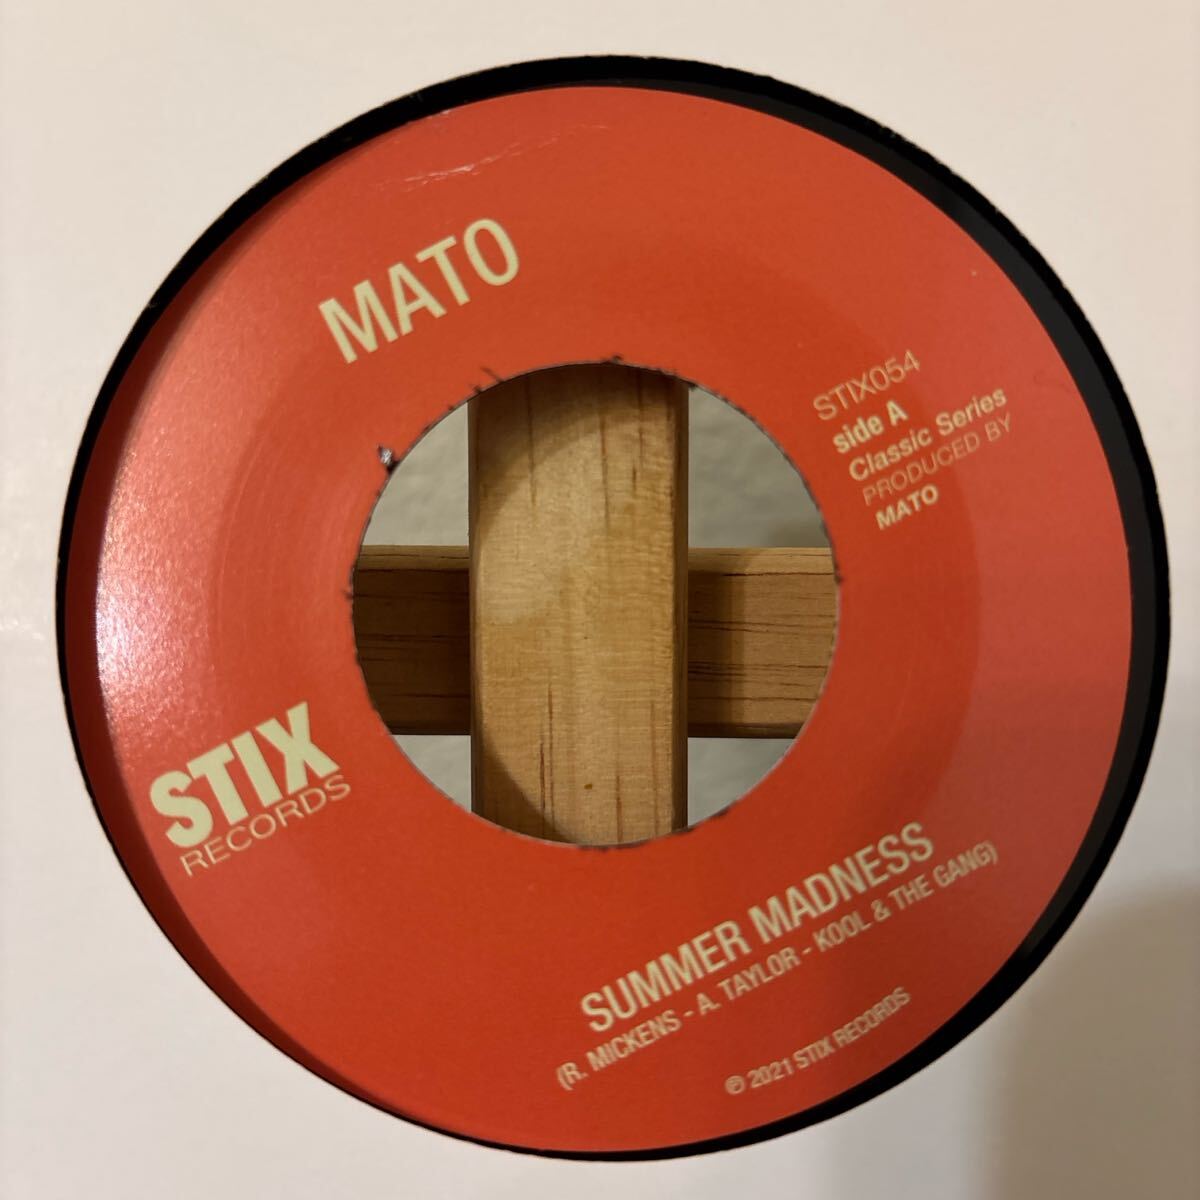 MATO
STIX054
side A
Classic Series
PRODUCED BY
MATO
STIX
RECORDS
SUMMER MADNESS
(R. MICKENS - A. TAYLOR - KOOL & THE GANG)
℗ 2021 STIX RECORDS